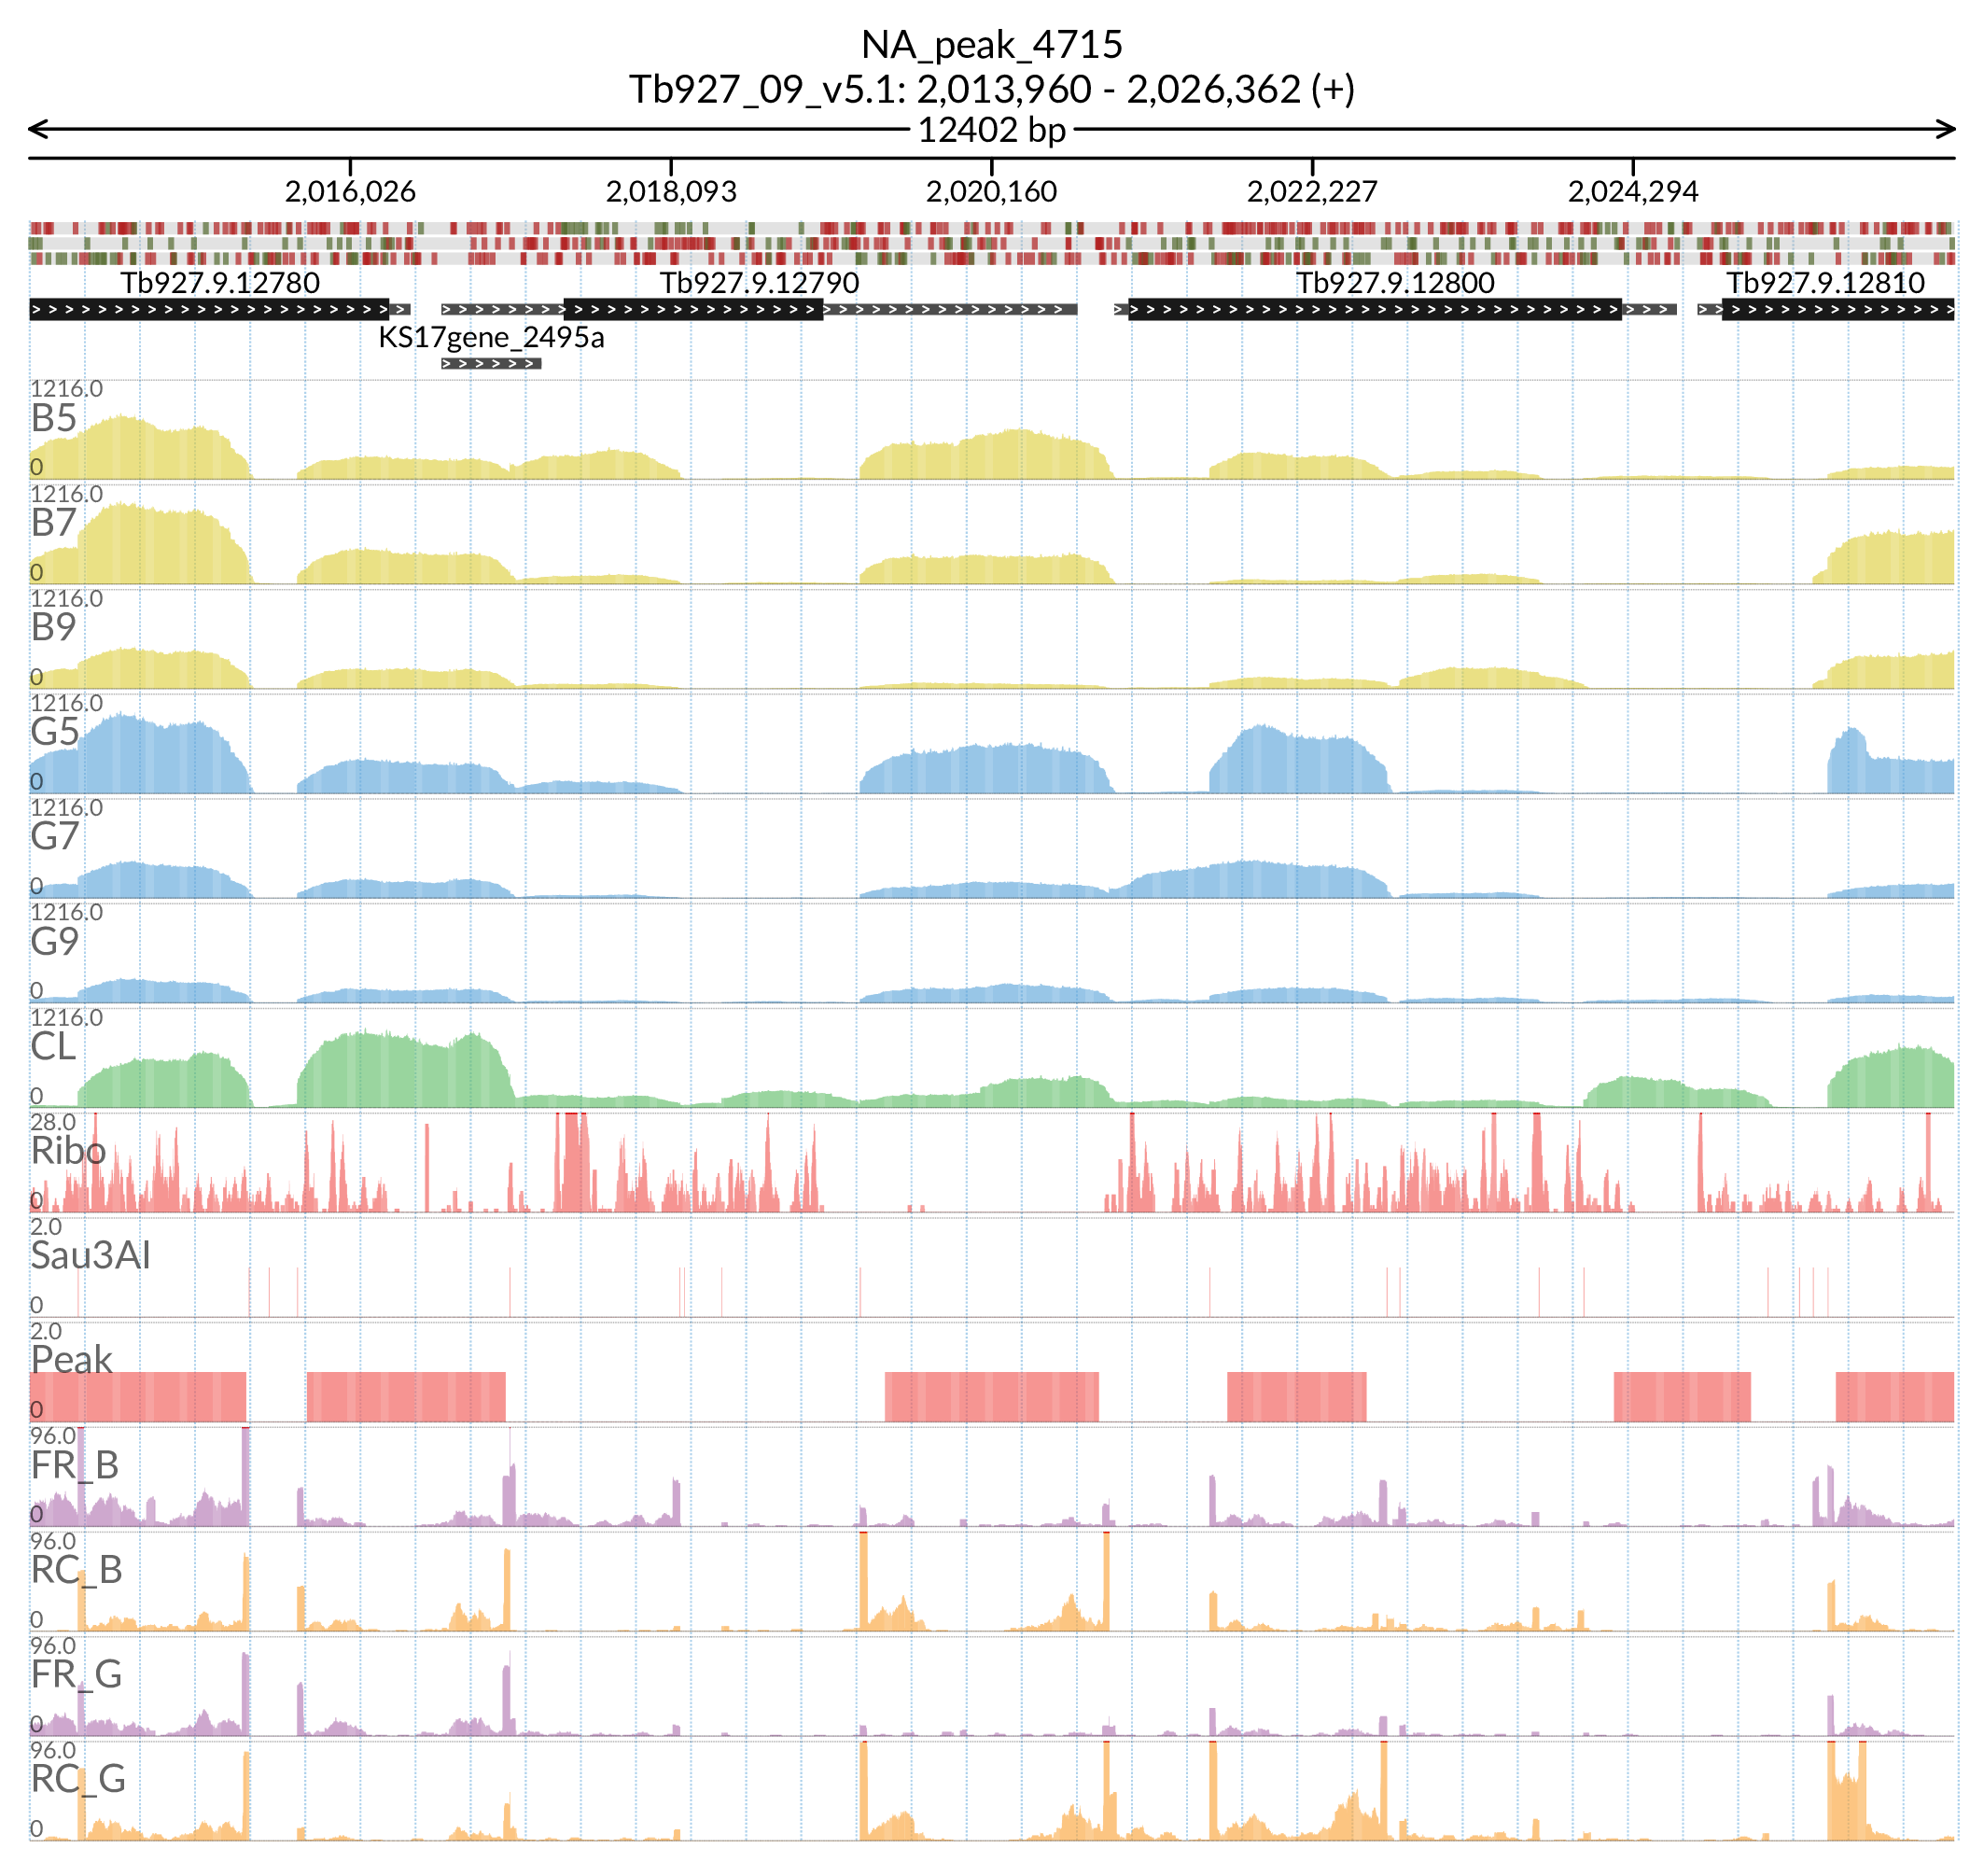 NA_peak_4715
Tb927_09_v5.1: 2,013,960 - 2,026,362 (+)
12402 bp
2,016,026 2,018,093 2,020,160 2,022,227 2,024,294
Tb927.9.12780 Tb927.9.12790 Tb927.9.12800 Tb927.9.12810
KS17gene_2495a
1216.0
B5
0
1216.0
B7
0
1216.0
B9
0
1216.0
G5
0
1216.0
G7
0
1216.0
G9
0
1216.0
CL
0
28.0
Ribo
0
2.0
Sau3AI
0
2.0
Peak
0
96.0
FR_B
0
96.0
RC_B
0
96.0
FR_G
0
96.0
RC_G
0